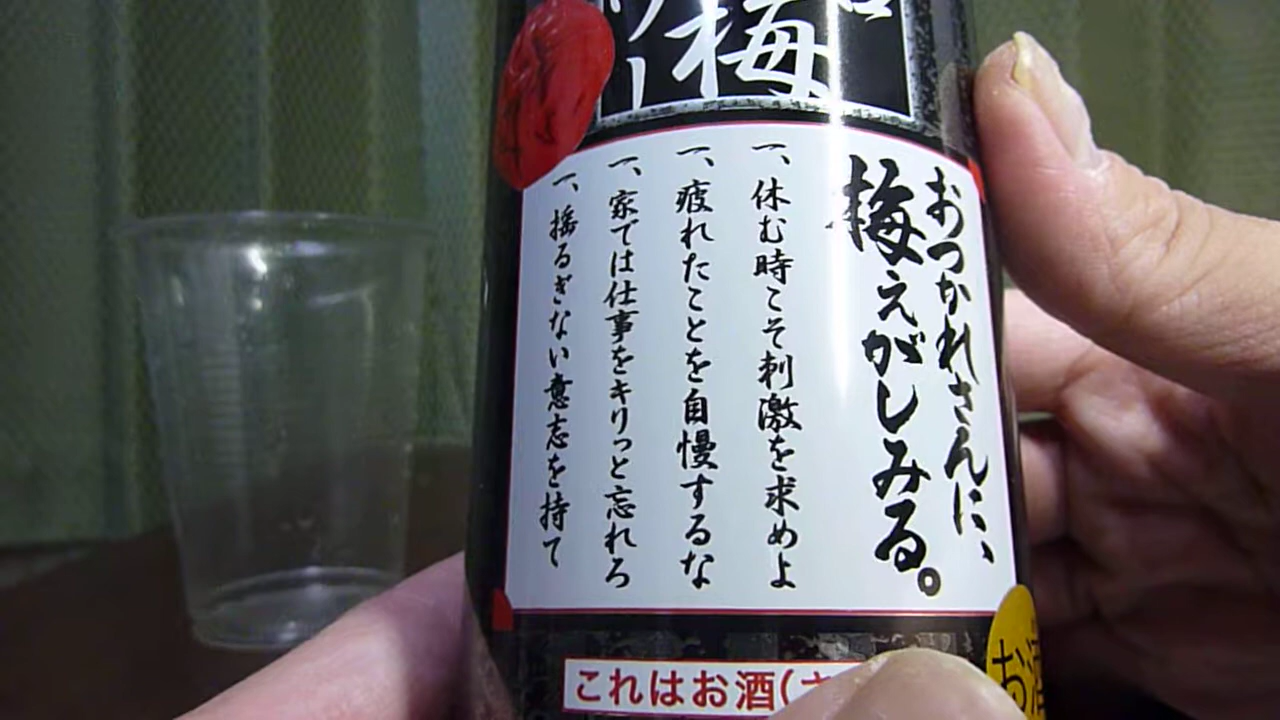 梅
おつかれさんに、
梅えがしみる。
一、休む時こそ刺激を求めよ
一、疲れたことを自慢するな
一、家では仕事をキリっと忘れろ
一、揺るぎない意志を持て
これはお酒(
お酒